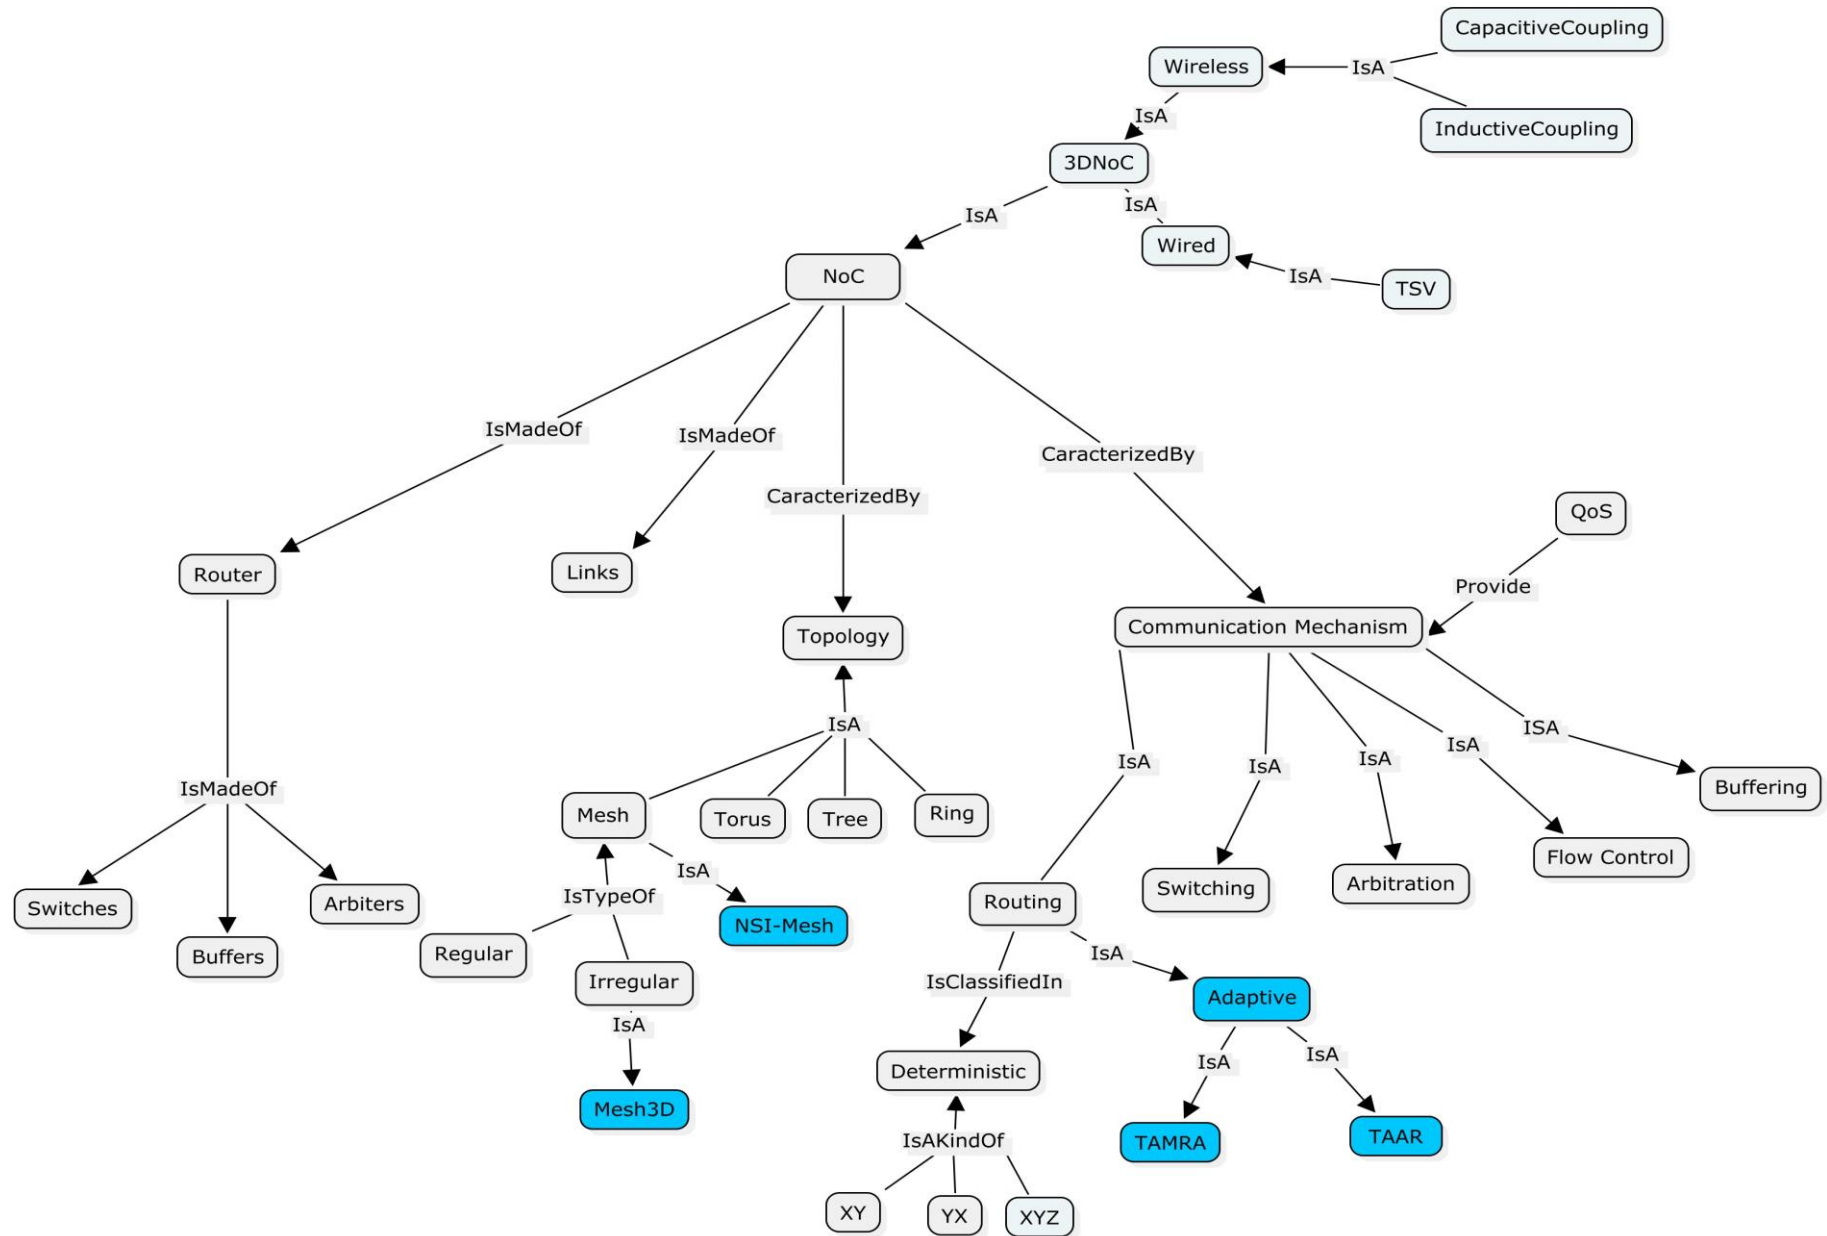 CapacitiveCoupling
Wireless
IsA
IsA
InductiveCoupling
3DNoC
IsA
IsA
Wired
NoC
IsA
TSV
IsMadeOf
IsMadeOf
CaracterizedBy
CaracterizedBy
QoS
Router
Links
Provide
Topology
Communication Mechanism
IsA
IsA
IsA
IsA
IsA
ISA
IsMadeOf
Mesh
Torus
Tree
Ring
Buffering
IsA
IsTypeOf
Flow Control
Switches
Arbiters
NSI-Mesh
Routing
Switching
Arbitration
Buffers
Regular
Irregular
IsClassifiedIn
IsA
Adaptive
IsA
Deterministic
IsA
IsA
Mesh3D
IsAKindOf
TAMRA
TAAR
XY
YX
XYZ